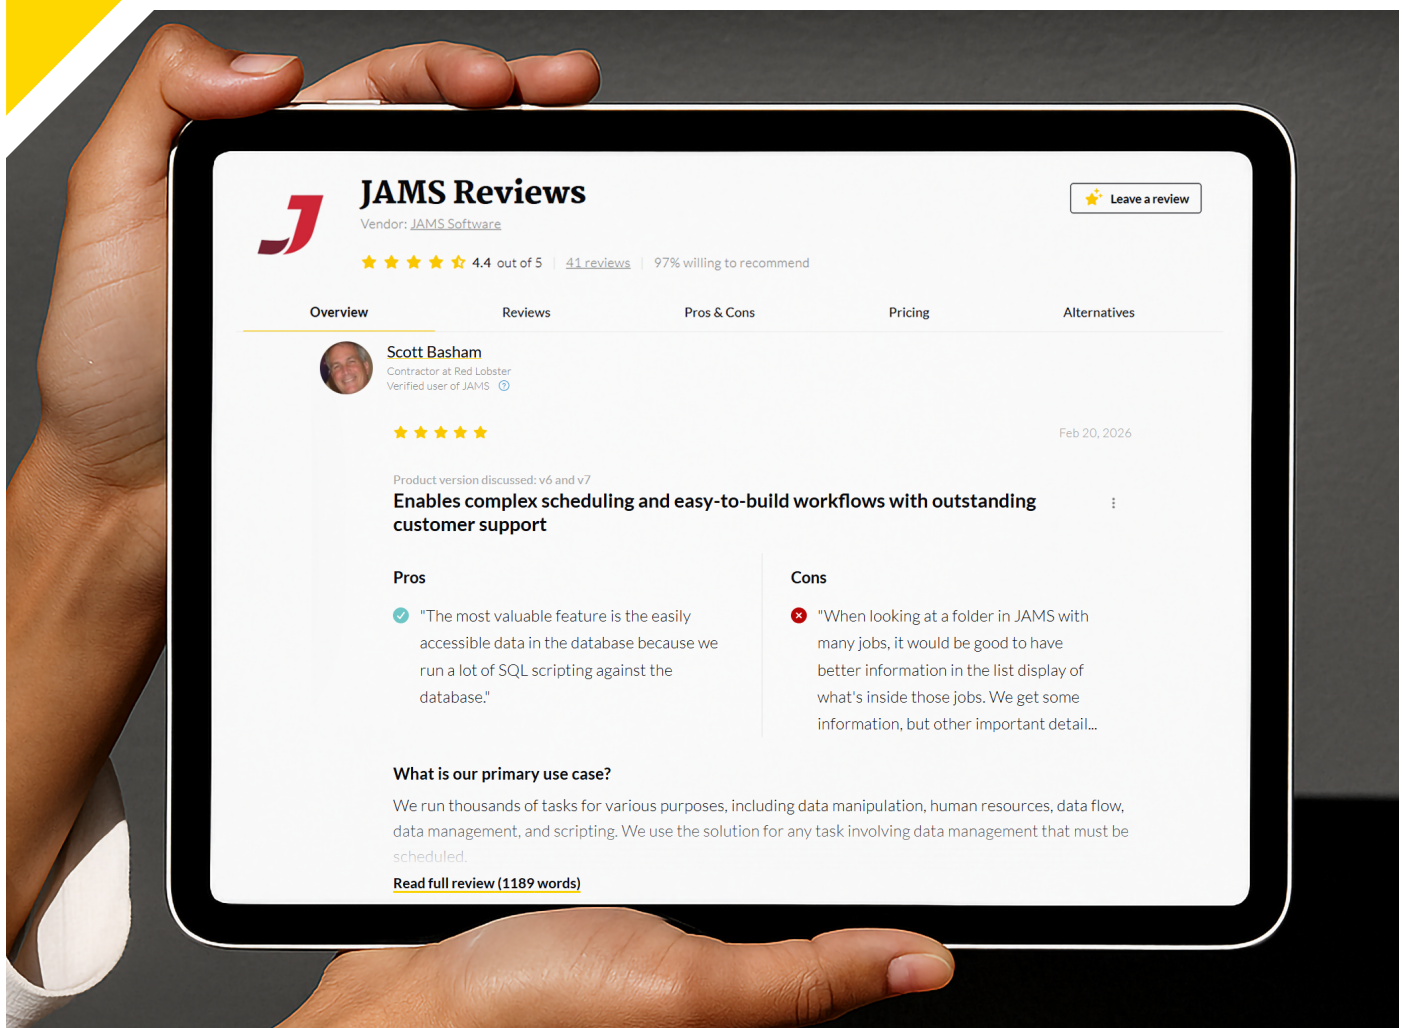 JAMS Reviews
Leave a review
Vendor: JAMS Software
4.4 out of 5 | 41 reviews | 97% willing to recommend
Overview Reviews Pros & Cons Pricing Alternatives
Scott Basham
Contractor at Red Lobster
Verified user of JAMS ?
Feb 20, 2026
Product version discussed: v6 and v7
Enables complex scheduling and easy-to-build workflows with outstanding
customer support
Pros
"The most valuable feature is the easily
accessible data in the database because we
run a lot of SQL scripting against the
database."
Cons
"When looking at a folder in JAMS with
many jobs, it would be good to have
better information in the list display of
what's inside those jobs. We get some
information, but other important detail...
What is our primary use case?
We run thousands of tasks for various purposes, including data manipulation, human resources, data flow,
data management, and scripting. We use the solution for any task involving data management that must be
scheduled.
Read full review (1189 words)